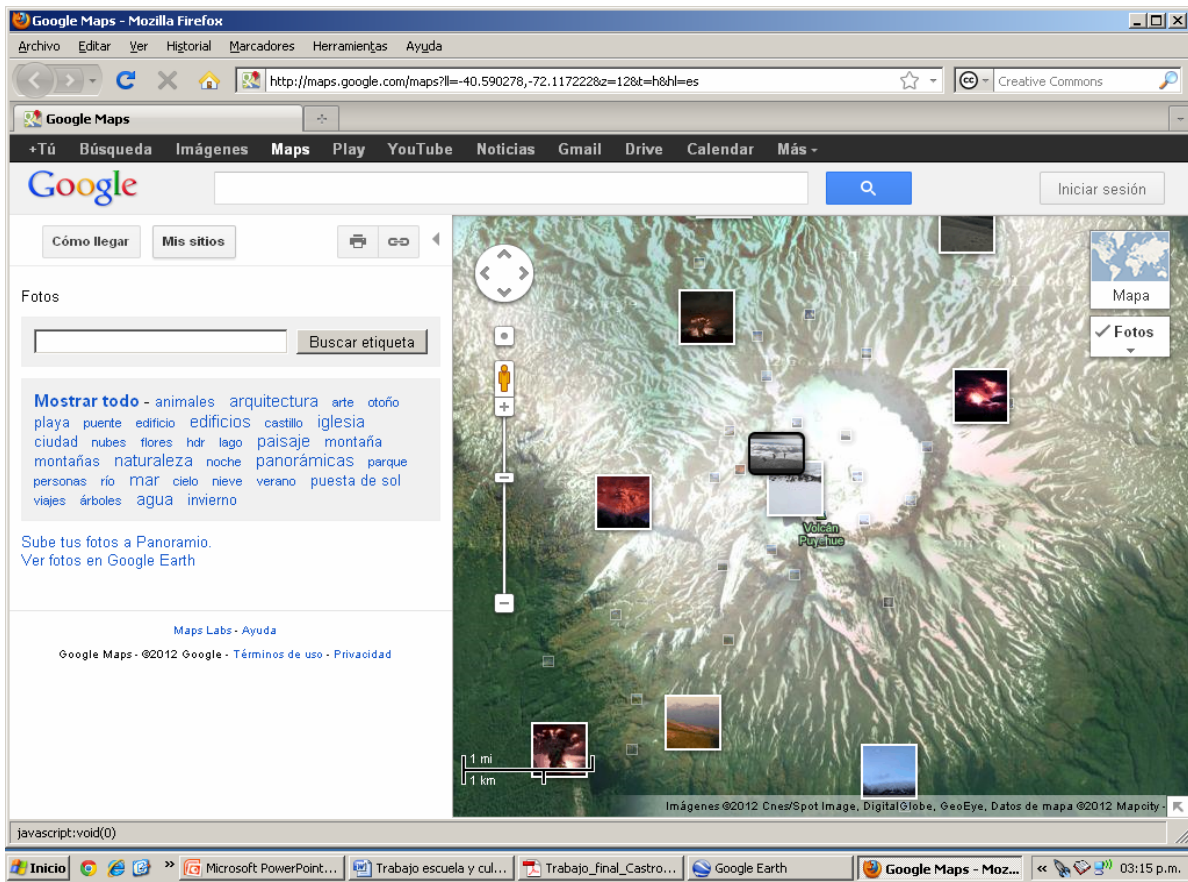 Google Maps - Mozilla Firefox
Archivo Editar Ver Historial Marcadores Herramientas Ayuda
http://maps.google.com/maps?ll=-40.590278,-72.117222&z=12&t=h&hl=es
cc Creative Commons
Google Maps
+Tú Búsqueda Imágenes Maps Play YouTube Noticias Gmail Drive Calendar Más
Google
Iniciar sesión
Cómo llegar Mis sitios
Fotos
Buscar etiqueta
Mostrar todo - animales arquitectura arte otoño
playa puente edificio edificios castillo iglesia
ciudad nubes flores hdr lago paisaje montaña
montañas naturaleza noche panorámicas parque
personas río mar cielo nieve verano puesta de sol
viajes árboles agua invierno
Sube tus fotos a Panoramio.
Ver fotos en Google Earth
Maps Labs - Ayuda
Google Maps - ©2012 Google - Términos de uso - Privacidad
Mapa
Fotos
Volcán
Puyehue
1 mi
1 km
Imágenes ©2012 Cnes/Spot Image, DigitalGlobe, GeoEye, Datos de mapa ©2012 Mapcity -
javascript:void(0)
Inicio » Microsoft PowerPoint... Trabajo escuela y cul... Trabajo_final_Castro... Google Earth Google Maps - Moz... « 03:15 p.m.